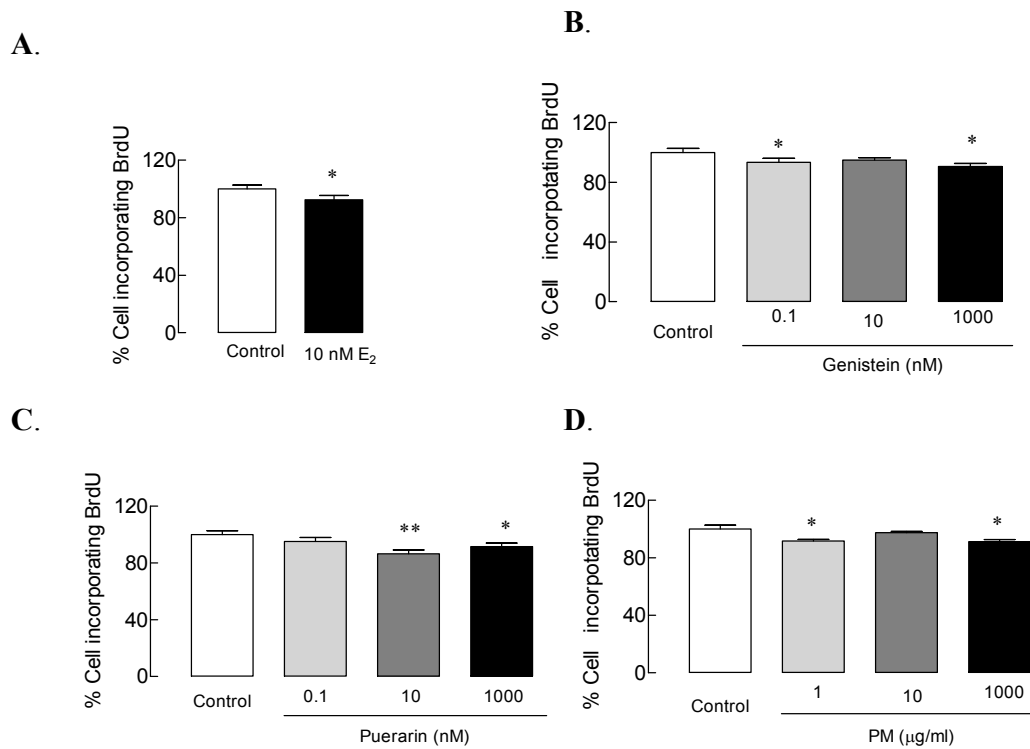 A.
% Cell incorporating BrdU
120
80
40
0
*
Control
10 nM E2
B.
% Cell incorpotating BrdU
120
80
40
0
*
*
Control
0.1
10
1000
Genistein (nM)
C.
% Cell incorporating BrdU
120
80
40
0
**
*
Control
0.1
10
1000
Puerarin (nM)
D.
% Cell incorpotating BrdU
120
80
40
0
*
*
Control
1
10
1000
PM (µg/ml)